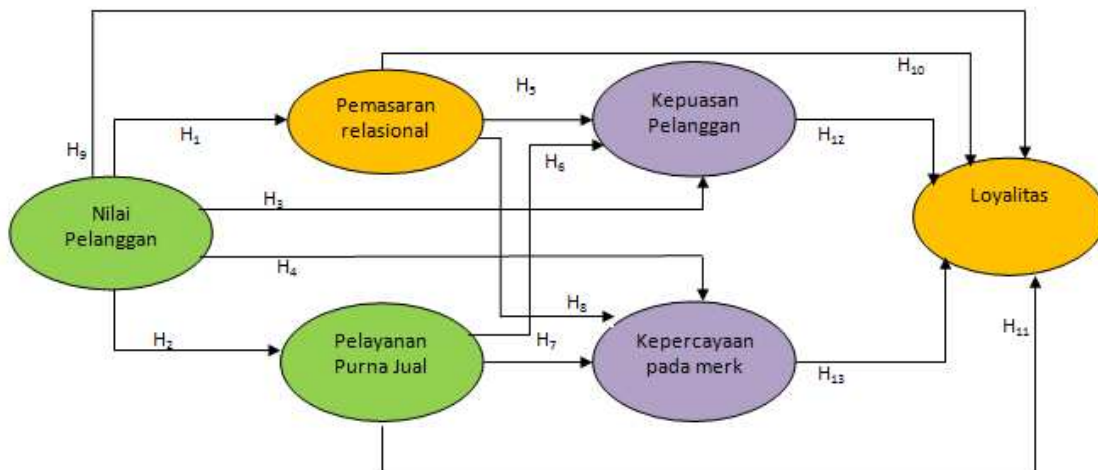 H10
Pemasaran
relasional
H5
Kepuasan
Pelanggan
H1
H12
H9
H6
Nilai
Pelanggan
H3
Loyalitas
H4
H2
Pelayanan
Purna Jual
H8
H7
Kepercayaan
pada merk
H11
H13